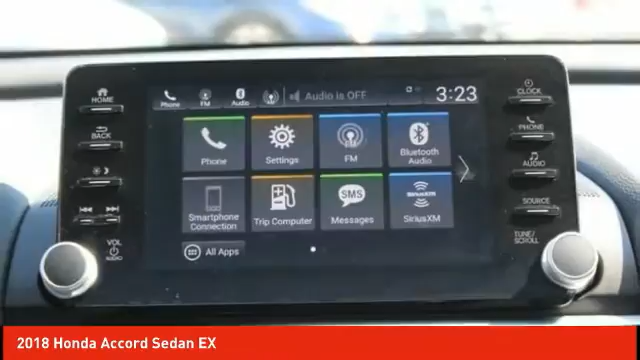 HOME
BACK
VOL
AUDIO
Phone
FM
Audio
Audio is OFF
3:23
Phone
Settings
FM
Bluetooth
Audio
Smartphone
Connection
Trip Computer
SMS
Messages
SiriusXM
SiriusXM
All Apps
CLOCK
PHONE
AUDIO
SOURCE
TUNE/
SCROLL
2018 Honda Accord Sedan EX